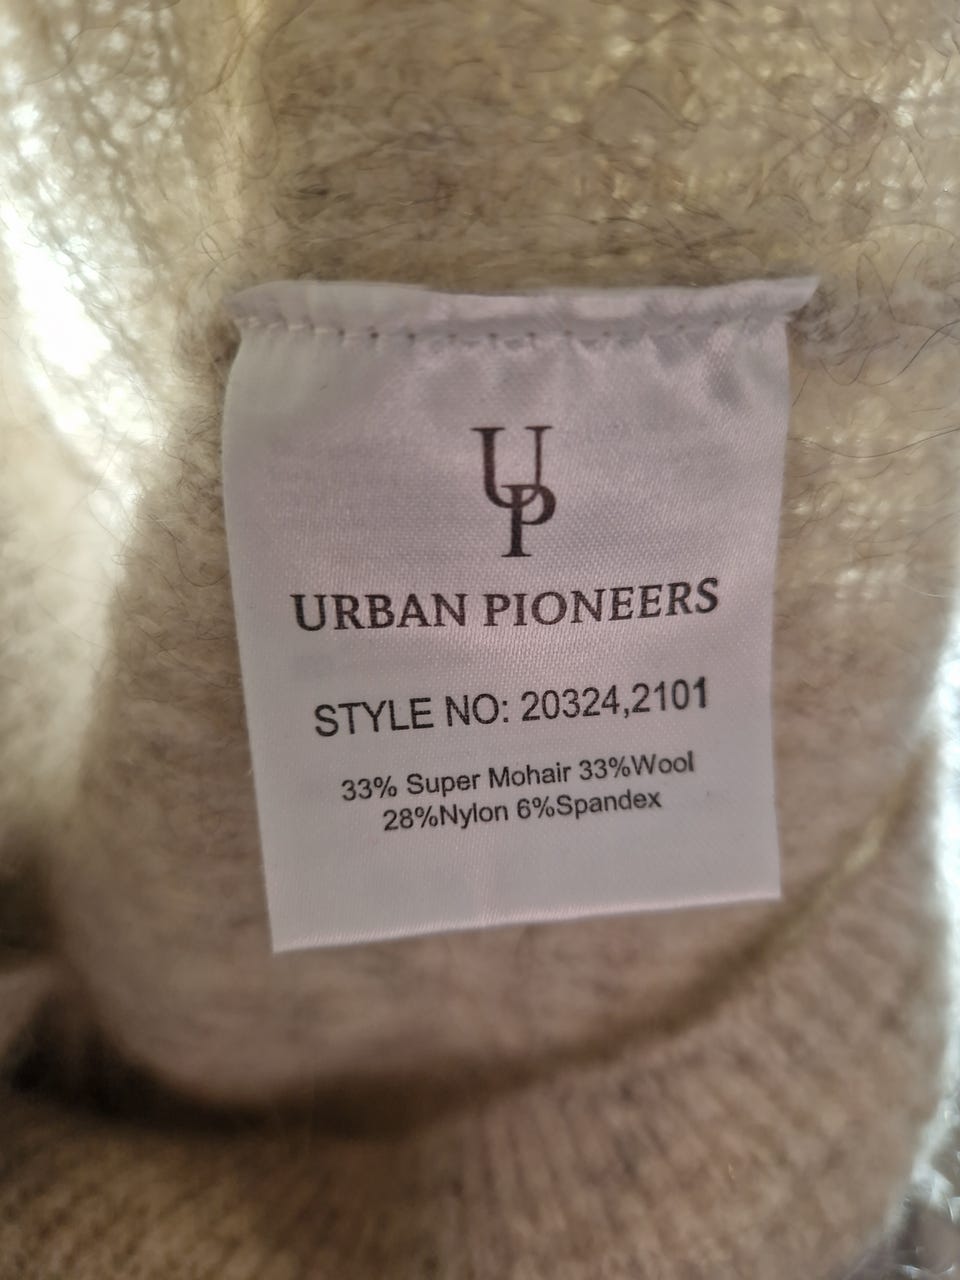 UP
URBAN PIONEERS
STYLE NO: 20324,2101
33% Super Mohair 33%Wool
28%Nylon 6%Spandex